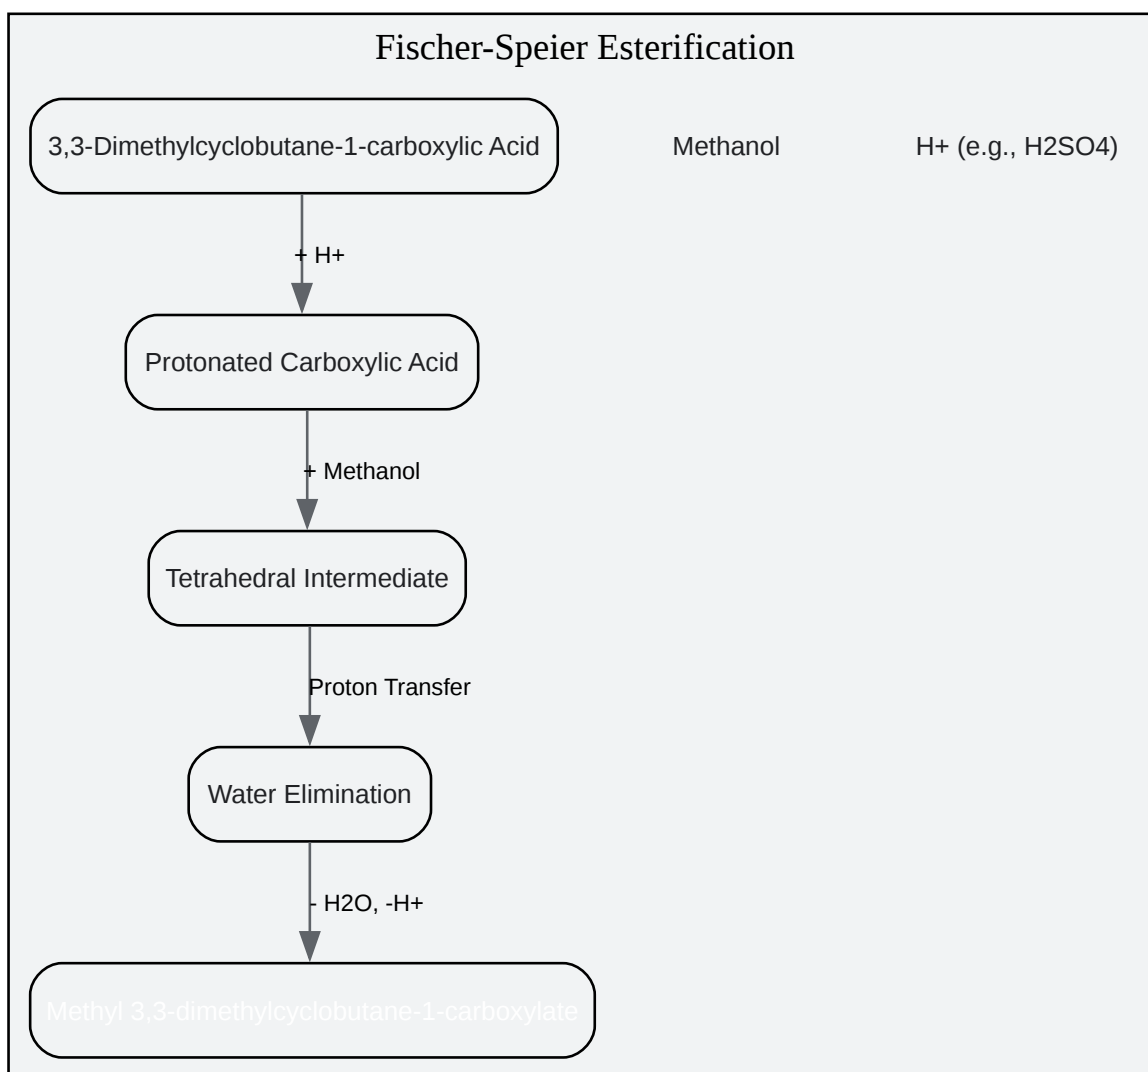 Fischer-Speier Esterification
3,3-Dimethylcyclobutane-1-carboxylic Acid
Methanol
H+ (e.g., H2SO4)
+ H+
Protonated Carboxylic Acid
+ Methanol
Tetrahedral Intermediate
Proton Transfer
Water Elimination
- H2O, -H+
Methyl 3,3-dimethylcyclobutane-1-carboxylate